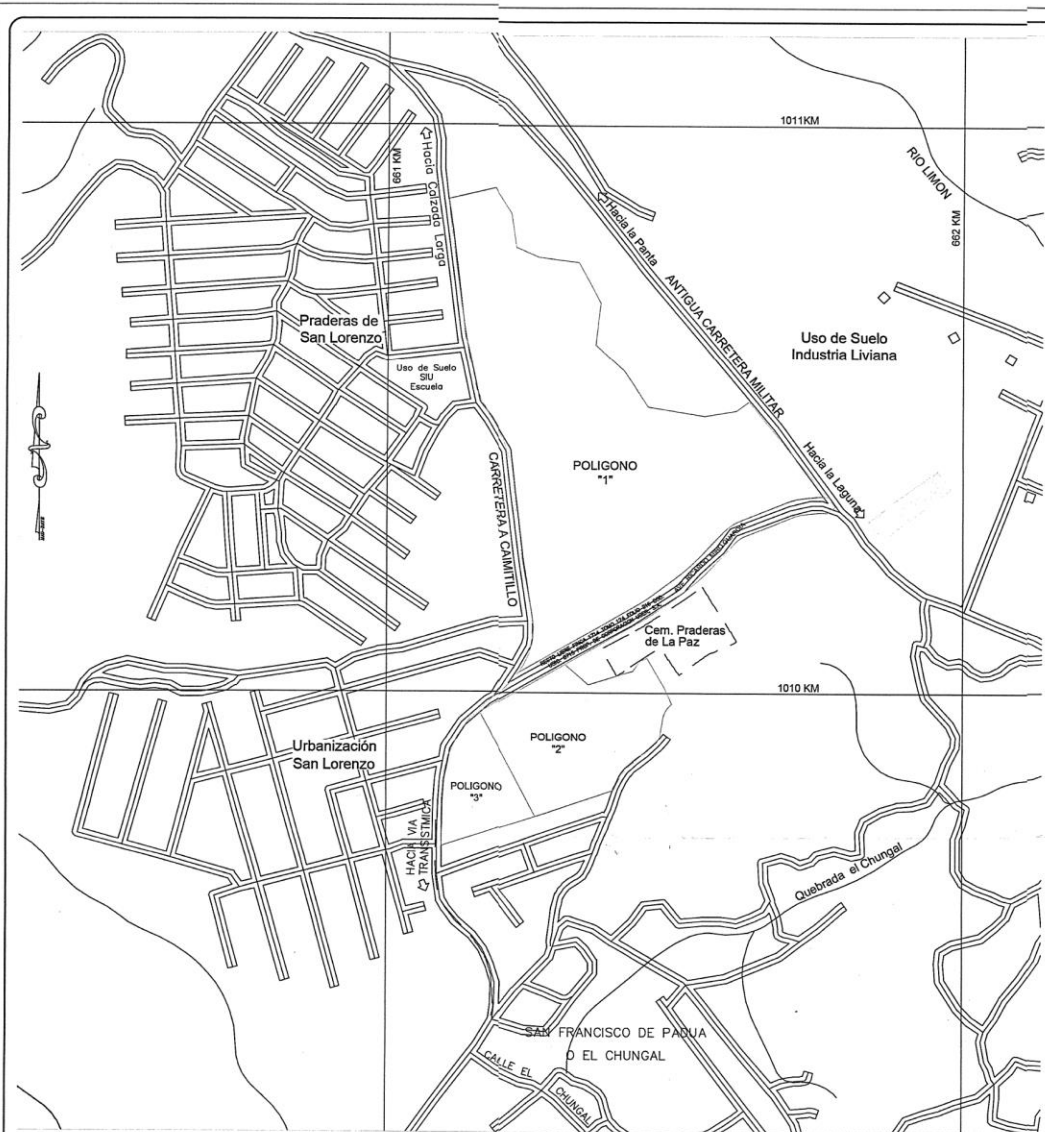 1011KM
661 KM
Hacia Calzada Larga
RIO LIMON
662 KM
Hacia la Panta
ANTIGUA CARRETERA MILITAR
Praderas de
San Lorenzo
Uso de Suelo
Industria Liviana
Uso de Suelo
SIU
Escuela
CARRETERA A CAIMITILLO
POLIGONO
"1"
Hacia la Laguna
Cem. Praderas
de La Paz
1010 KM
POLIGONO
"2"
Urbanización
San Lorenzo
POLIGONO
"3"
HACIA VIA
TRANSISTMICA
Quebrada el Chungal
SAN FRANCISCO DE PADUA
O EL CHUNGAL
CALLE EL
CHUNGAL